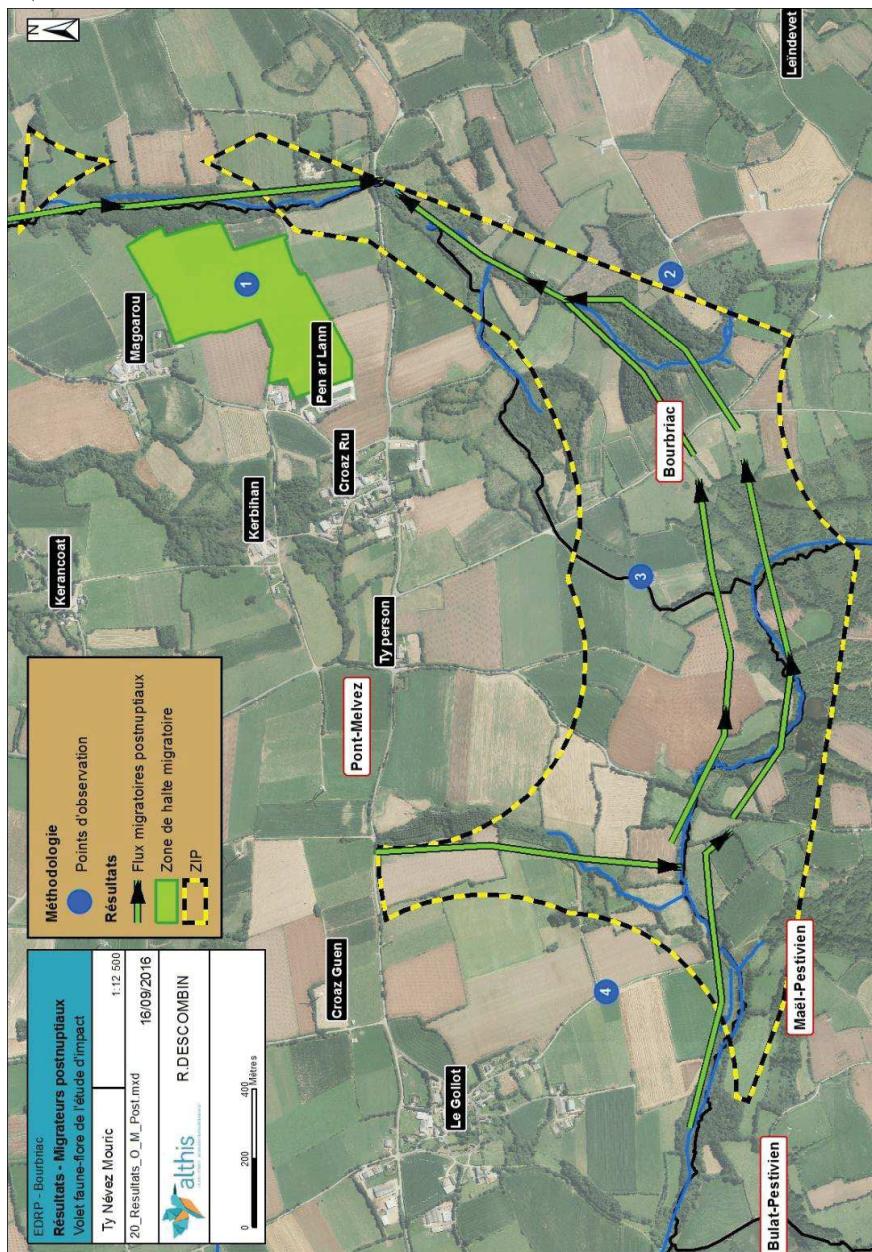 EDRP - Bourbriac
Résultats - Migrateurs postnuptiaux
Volet faune-flore de l'étude d'impact
Ty Névez Mouric
1:12 500
20_Resultats_O_M_Post.mxd
16/09/2016
althis
R.DESCOMBIN
0 200 400
Mètres
Méthodologie
Points d'observation
Résultats
Flux migratoires postnuptiaux
Zone de halte migratoire
ZIP
N
Kerancoat
Magoarou
1
Pen ar Lann
Kerbihan
Croaz Ru
Ty person
Pont-Melvez
Croaz Guen
Le Gollot
4
3
2
Bourbriac
Leïndevet
Maël-Pestivien
Bulat-Pestivien